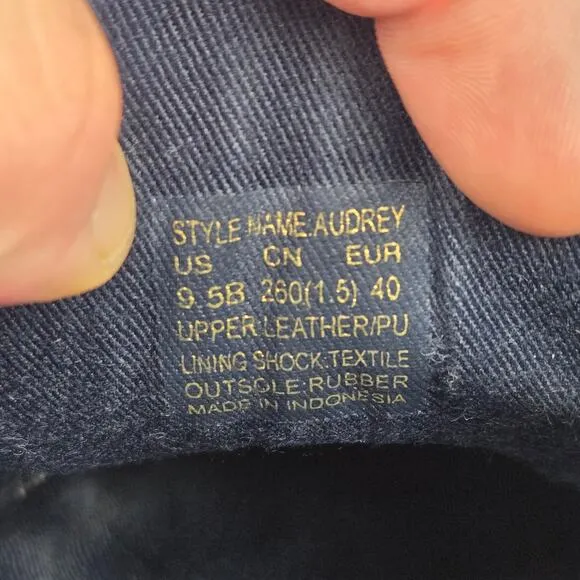 STYLE NAME.AUDREY
US CN EUR
9.5B 260(1.5) 40
UPPER:LEATHER/PU
LINING SHOCK:TEXTILE
OUTSOLE:RUBBER
MADE IN INDONESIA